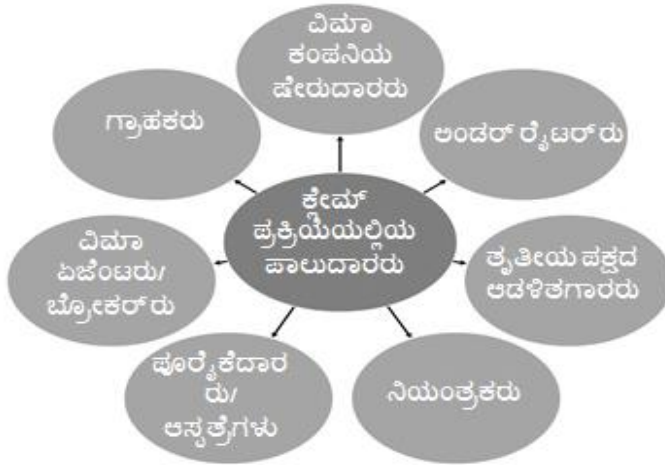 ವಿಮಾ
ಕಂಪನಿಯ
ಷೇರುದಾರರು
ಗ್ರಾಹಕರು
ಅಂಡರ್ ರೈಟರ್ ರು
ಕ್ಲೇಮ್
ಪ್ರಕ್ರಿಯೆಯಲ್ಲಿಯ
ಪಾಲುದಾರರು
ವಿಮಾ
ಏಜೆಂಟರು/
ಬ್ರೋಕರ್ ರು
ತೃತೀಯ ಪಕ್ಷದ
ಆಡಳಿತಗಾರರು
ಪೂರೈಕೆದಾರ
ರು/
ಆಸ್ಪತ್ರೆಗಳು
ನಿಯಂತ್ರಕರು